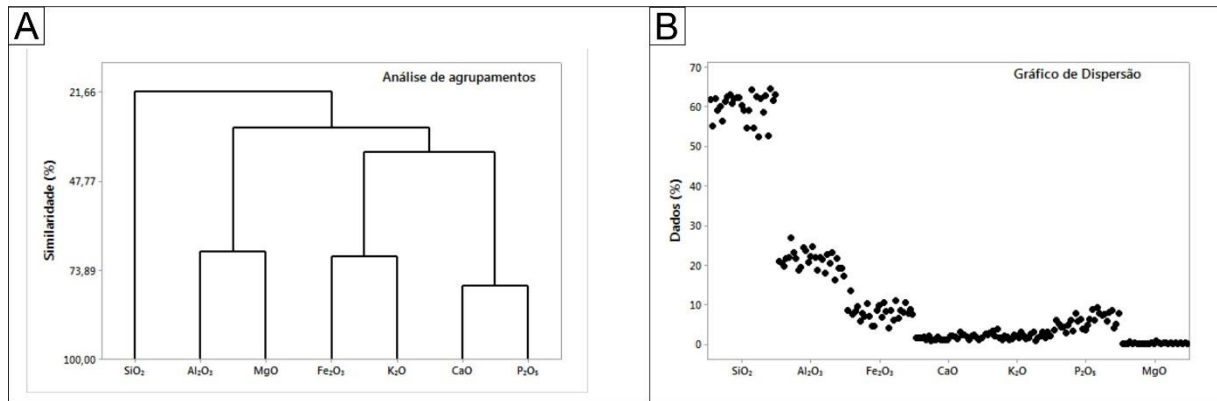 A
Análise de agrupamentos
Similaridade (%)
21,66
47,77
73,89
100,00
SiO₂ Al₂O₃ MgO Fe₂O₃ K₂O CaO P₂O₅
B
Gráfico de Dispersão
Dados (%)
70
60
50
40
30
20
10
0
SiO₂ Al₂O₃ Fe₂O₃ CaO K₂O P₂O₅ MgO